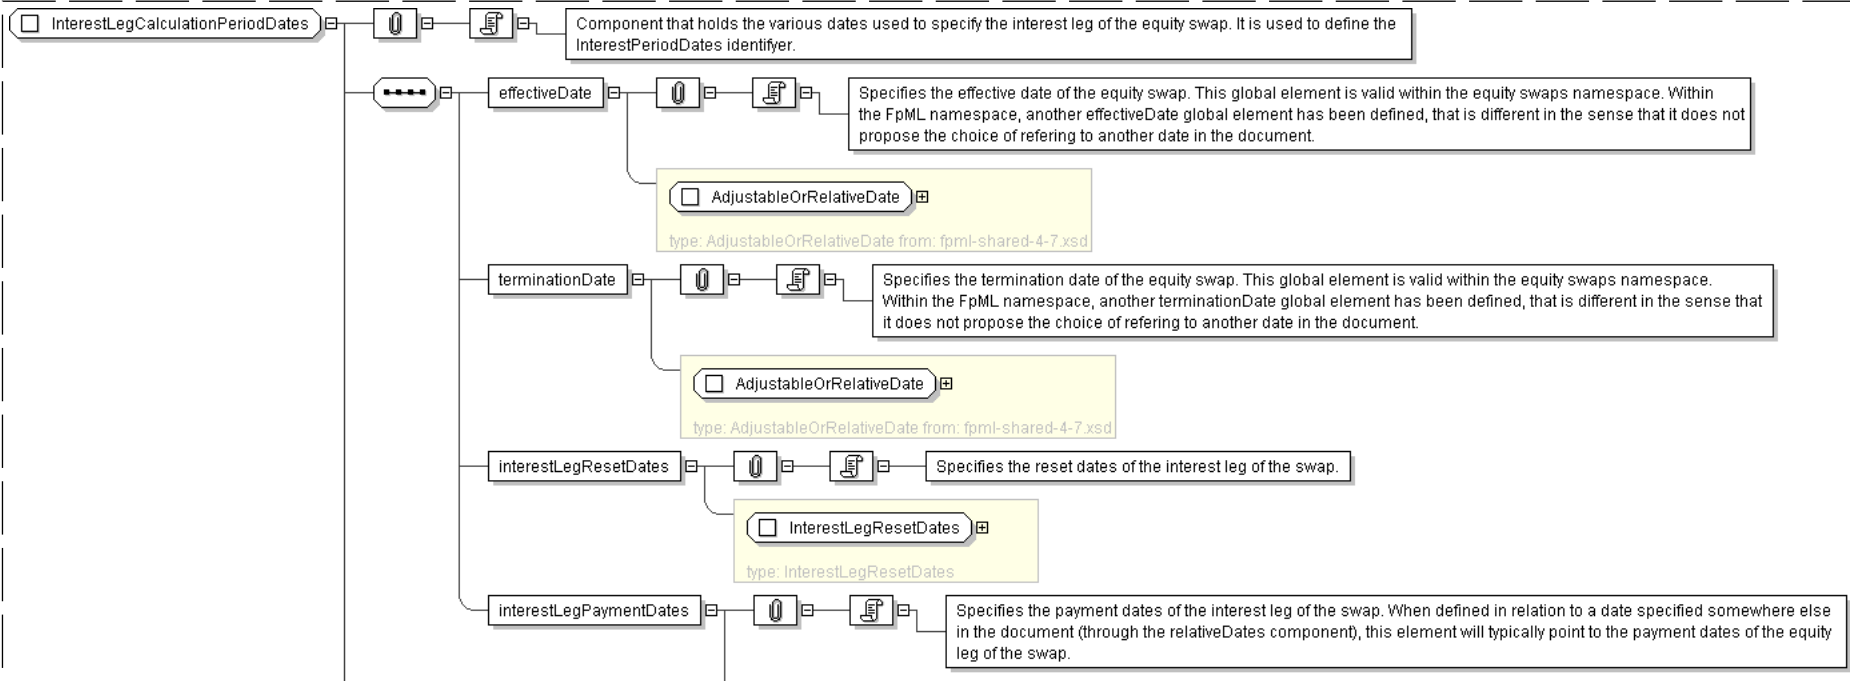 InterestLegCalculationPeriodDates
Component that holds the various dates used to specify the interest leg of the equity swap. It is used to define the
InterestPeriodDates identifyer.
effectiveDate
Specifies the effective date of the equity swap. This global element is valid within the equity swaps namespace. Within
the FpML namespace, another effectiveDate global element has been defined, that is different in the sense that it does not
propose the choice of refering to another date in the document.
AdjustableOrRelativeDate
type: AdjustableOrRelativeDate from: fpml-shared-4-7.xsd
terminationDate
Specifies the termination date of the equity swap. This global element is valid within the equity swaps namespace.
Within the FpML namespace, another terminationDate global element has been defined, that is different in the sense that
it does not propose the choice of refering to another date in the document.
AdjustableOrRelativeDate
type: AdjustableOrRelativeDate from: fpml-shared-4-7.xsd
interestLegResetDates
Specifies the reset dates of the interest leg of the swap.
InterestLegResetDates
type: InterestLegResetDates
interestLegPaymentDates
Specifies the payment dates of the interest leg of the swap. When defined in relation to a date specified somewhere else
in the document (through the relativeDates component), this element will typically point to the payment dates of the equity
leg of the swap.